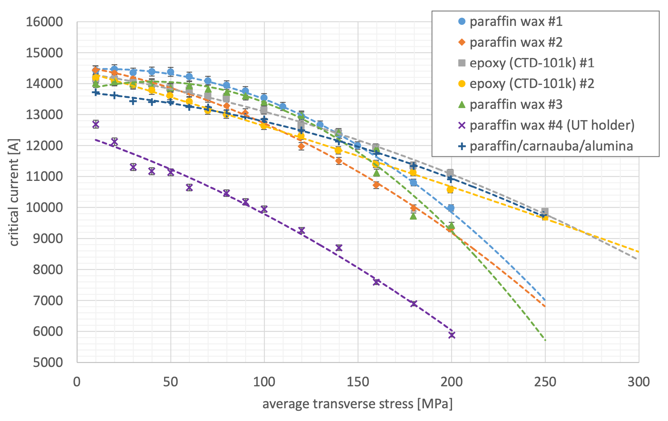 paraffin wax #1
paraffin wax #2
epoxy (CTD-101k) #1
epoxy (CTD-101k) #2
paraffin wax #3
paraffin wax #4 (UT holder)
paraffin/carnauba/alumina
16000
15000
14000
13000
12000
11000
10000
9000
8000
7000
6000
5000
critical current [A]
0 50 100 150 200 250 300
average transverse stress [MPa]